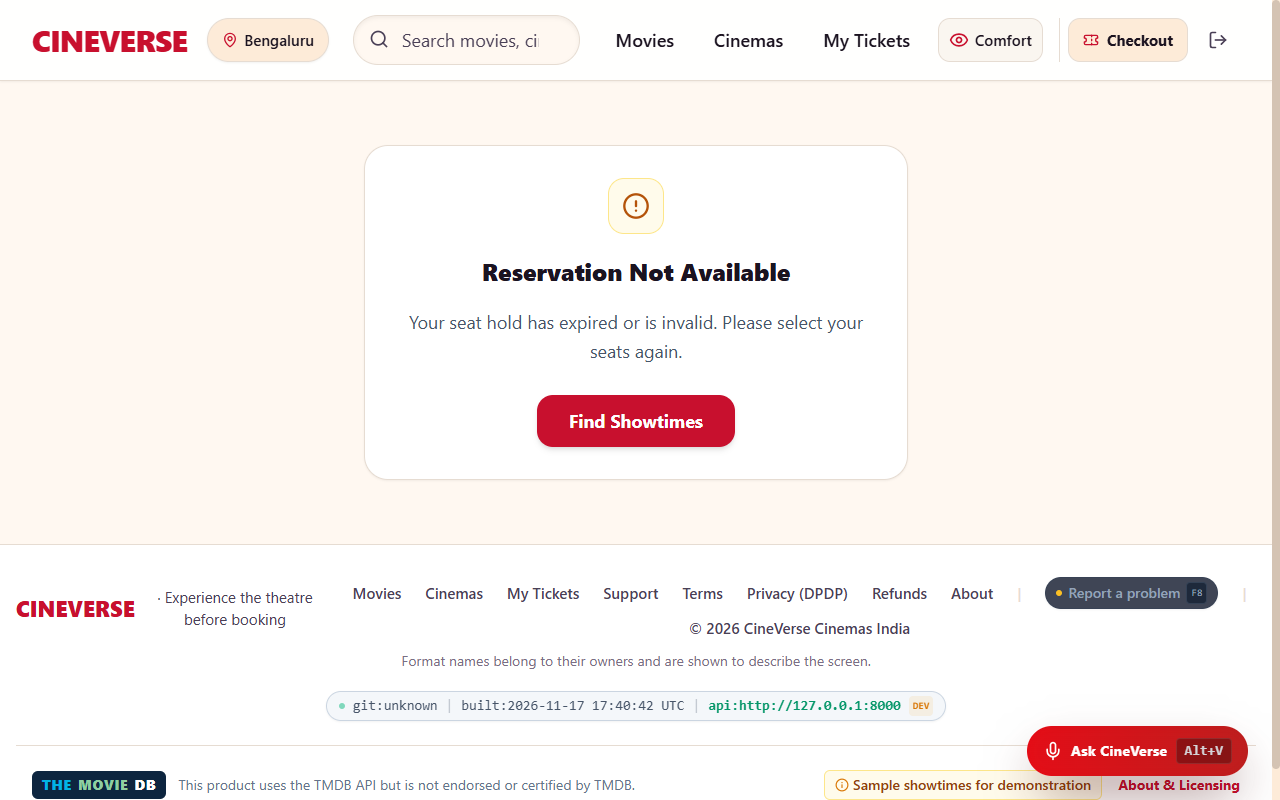 CINEVERSE
Bengaluru
Search movies, ci
Movies
Cinemas
My Tickets
Comfort
Checkout
Reservation Not Available
Your seat hold has expired or is invalid. Please select your
seats again.
Find Showtimes
CINEVERSE
· Experience the theatre
before booking
Movies
Cinemas
My Tickets
Support
Terms
Privacy (DPDP)
Refunds
About
|
Report a problem F8
|
© 2026 CineVerse Cinemas India
Format names belong to their owners and are shown to describe the screen.
git:unknown | built:2026-11-17 17:40:42 UTC | api:http://127.0.0.1:8000 DEV
Ask CineVerse Alt+V
THE MOVIE DB
This product uses the TMDB API but is not endorsed or certified by TMDB.
Sample showtimes for demonstration
About & Licensing